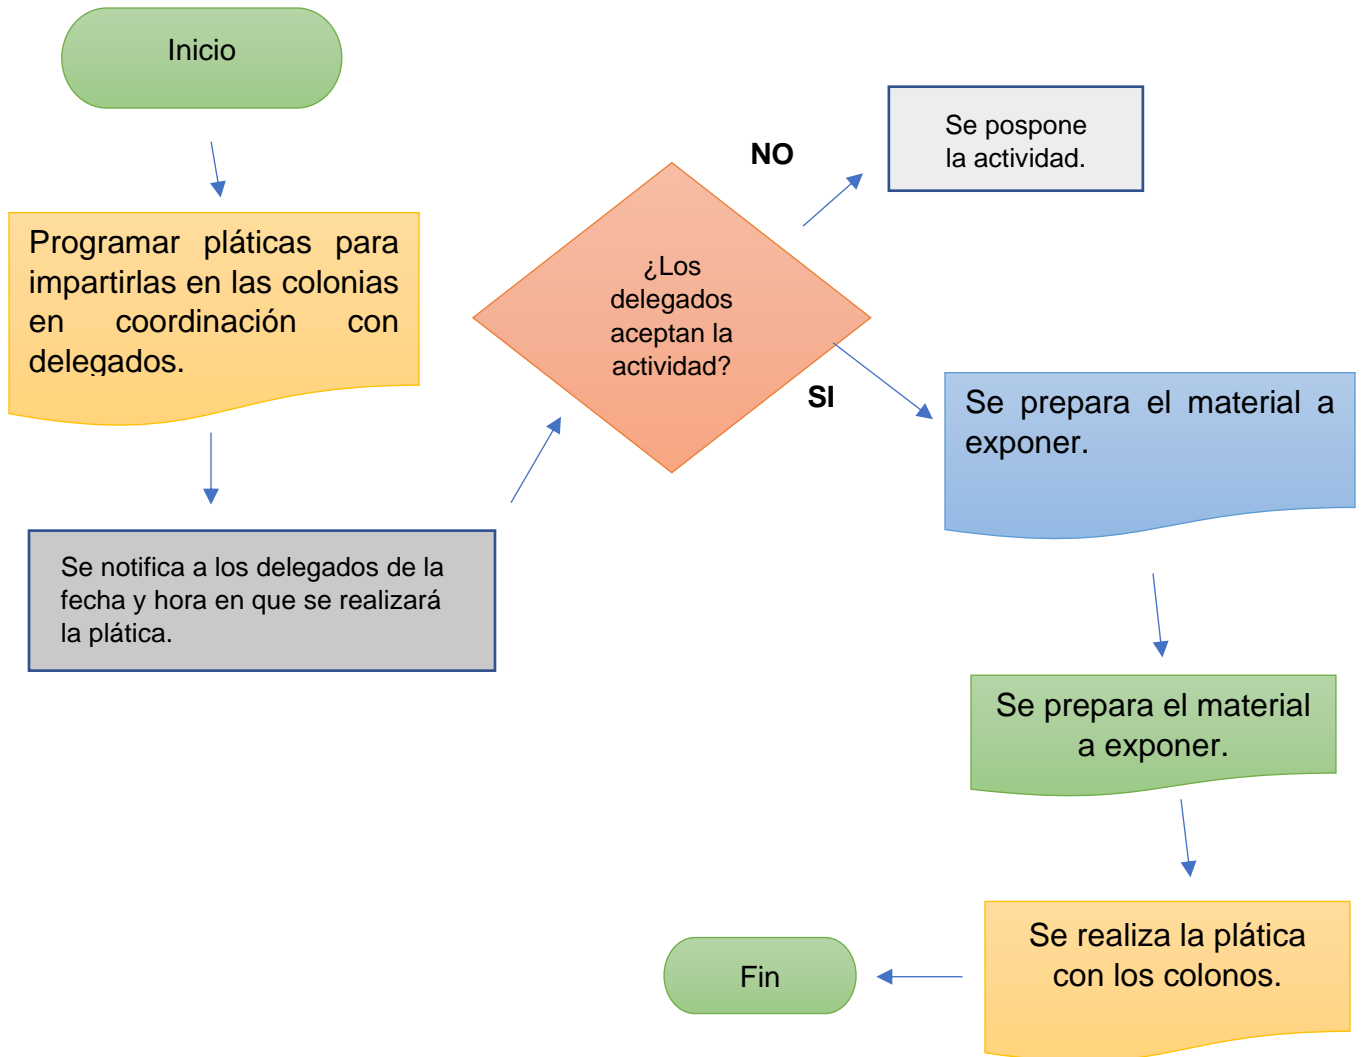 Inicio
Programar pláticas para
impartirlas en las colonias
en coordinación con
delegados.
Se notifica a los delegados de la
fecha y hora en que se realizará
la plática.
¿Los
delegados
aceptan la
actividad?
NO
Se pospone
la actividad.
SI
Se prepara el material a
exponer.
Se prepara el material
a exponer.
Se realiza la plática
con los colonos.
Fin